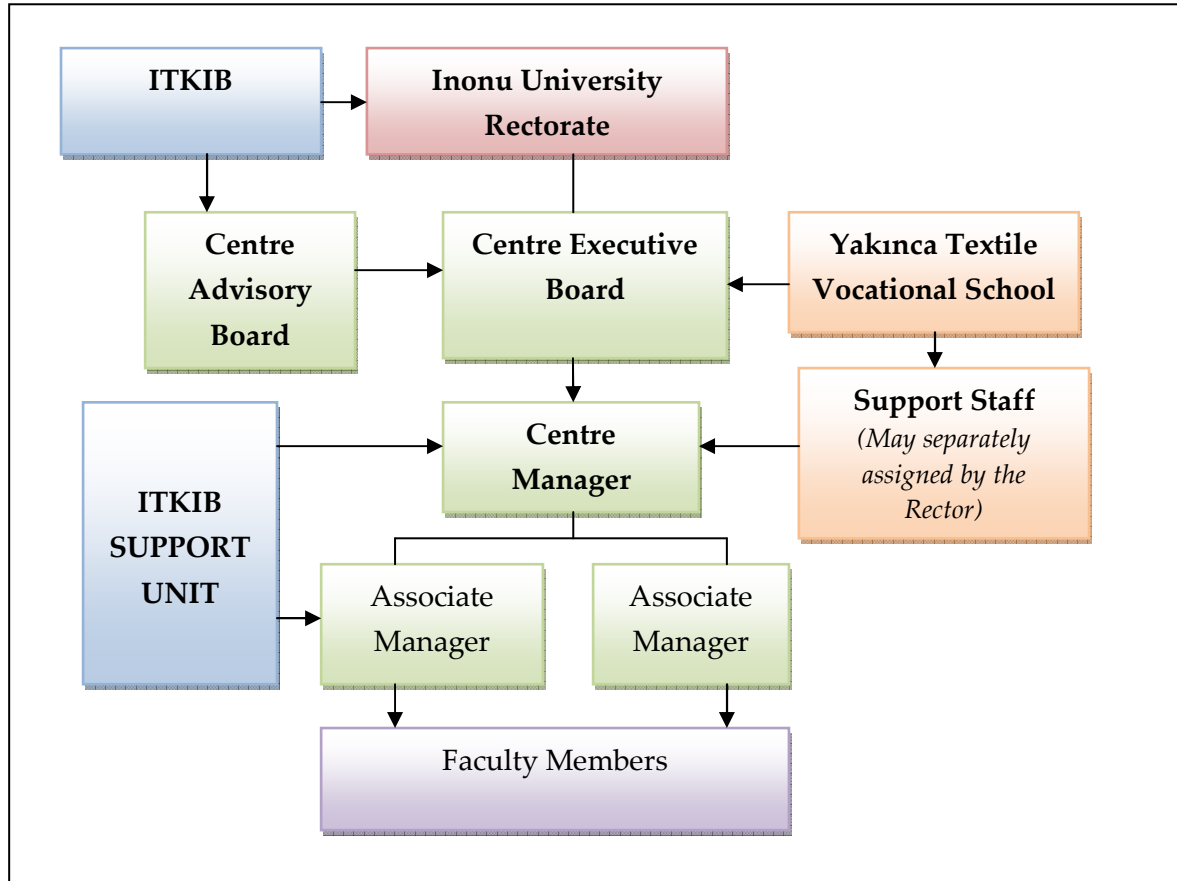 ITKIB
Inonu University
Rectorate
Centre
Advisory
Board
Centre Executive
Board
Yakınca Textile
Vocational School
Support Staff
(May separately
assigned by the
Rector)
Centre
Manager
ITKIB
SUPPORT
UNIT
Associate
Manager
Associate
Manager
Faculty Members